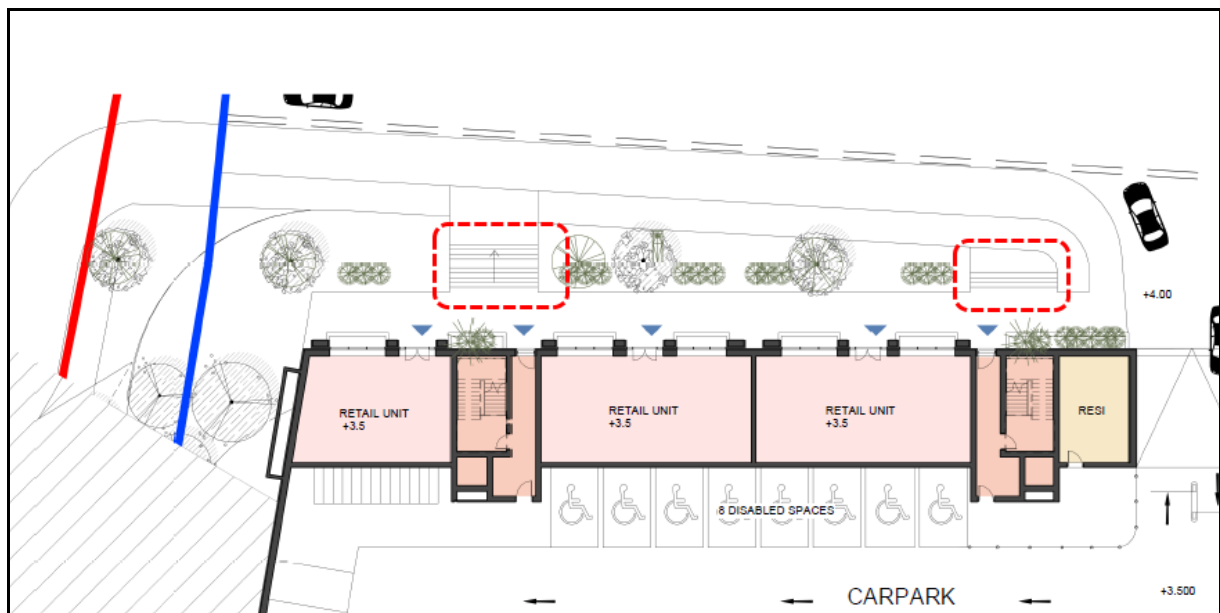 +4.00
RETAIL UNIT
+3.5
RETAIL UNIT
+3.5
RETAIL UNIT
+3.5
RESI
8 DISABLED SPACES
CARPARK
+3.500